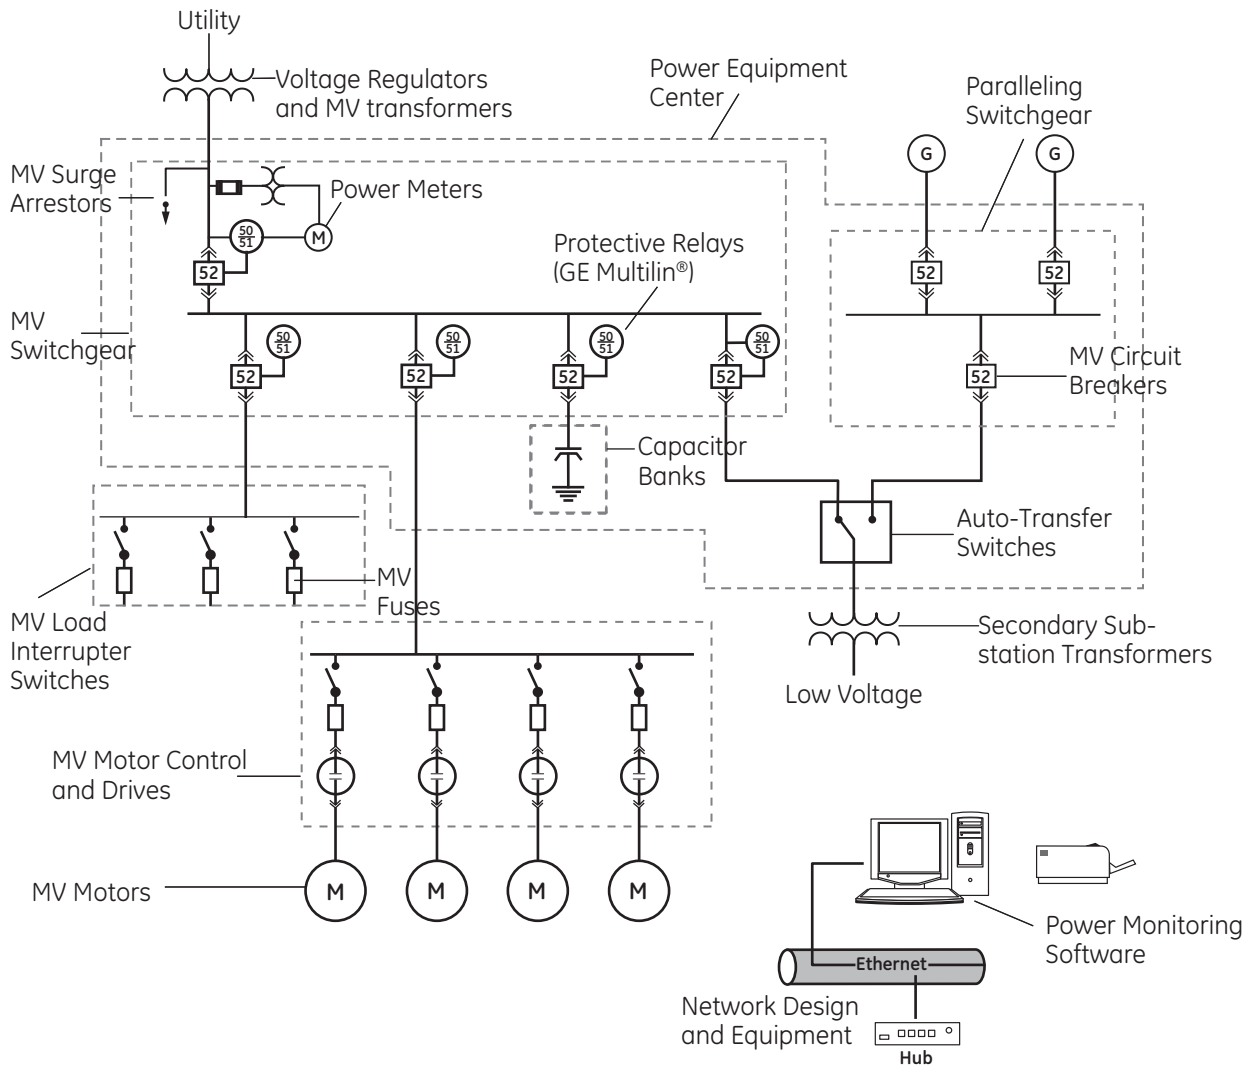 Utility
Voltage Regulators
and MV transformers
Power Equipment
Center
Paralleling
Switchgear
G
G
MV Surge
Arrestors
Power Meters
50
51
M
52
Protective Relays
(GE Multilin®)
52
52
MV
Switchgear
50
51
50
51
50
51
50
51
52
52
52
52
52
MV Circuit
Breakers
Capacitor
Banks
Auto-Transfer
Switches
MV
Fuses
MV Load
Interrupter
Switches
Secondary Sub-
station Transformers
Low Voltage
MV Motor Control
and Drives
MV Motors
M
M
M
M
Power Monitoring
Software
Ethernet
Network Design
and Equipment
Hub